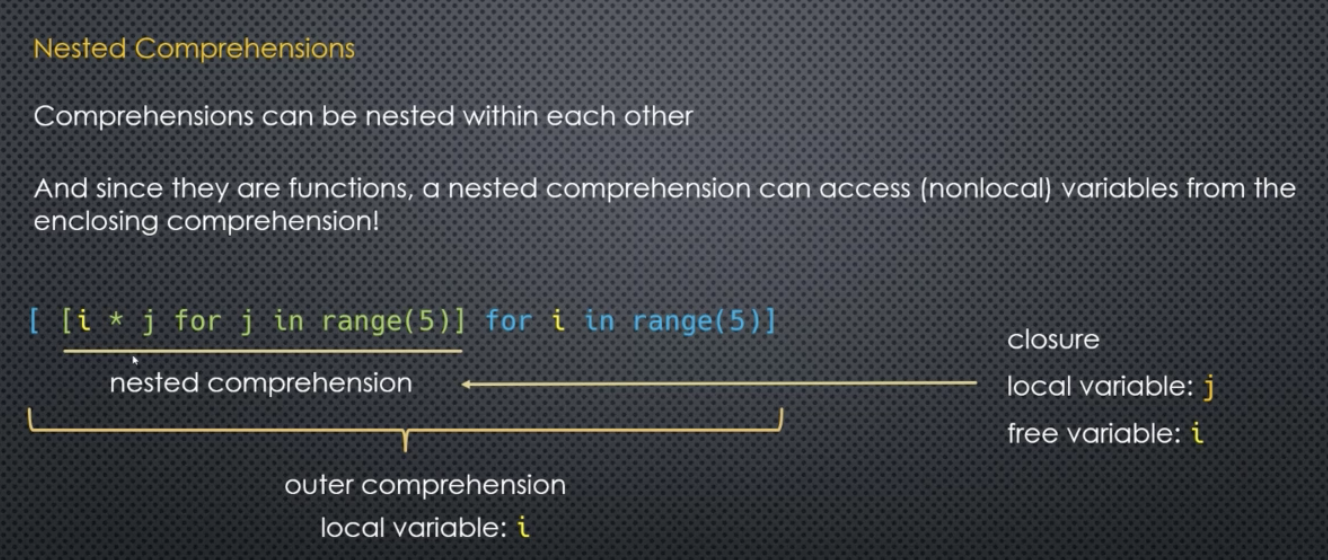 Nested Comprehensions
Comprehensions can be nested within each other
And since they are functions, a nested comprehension can access (nonlocal) variables from the
enclosing comprehension!
[ [i * j for j in range(5)] for i in range(5)]
nested comprehension
closure
local variable: j
free variable: i
outer comprehension
local variable: i